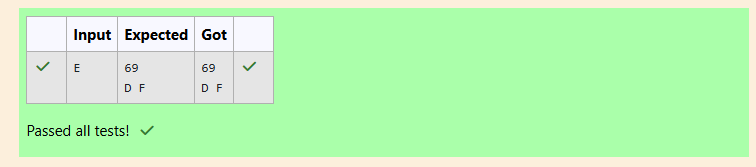 Input Expected Got
E 69 69
D F D F
Passed all tests!